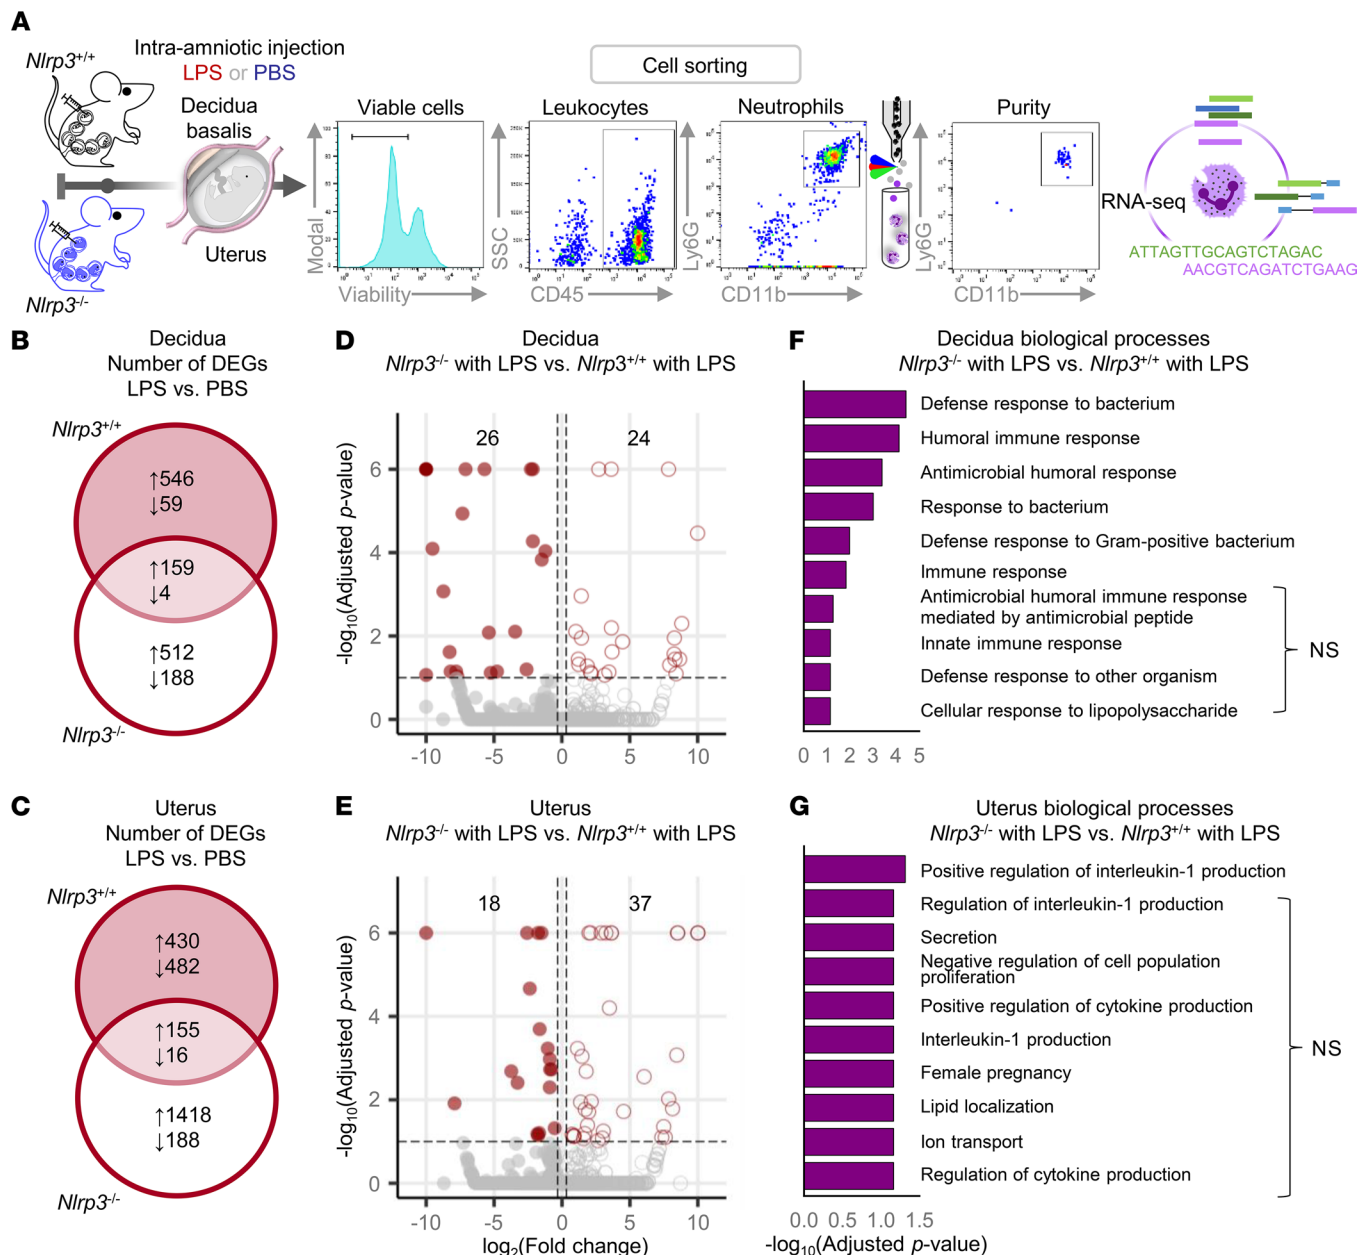 A
Nlrp3+/+
Intra-amniotic injection
LPS or PBS
Decidua
basalis
Uterus
Nlrp3-/-
Cell sorting
Viable cells
Modal
Viability
Leukocytes
SSC
CD45
Neutrophils
Ly6G
CD11b
Purity
Ly6G
CD11b
RNA-seq
ATTAGTTGCAGTCTAGAC
AACGTCAGATCTGAAG
B
Decidua
Number of DEGs
LPS vs. PBS
Nlrp3+/+
↑546
↓59
↑159
↓4
↑512
↓188
Nlrp3-/-
D
Decidua
Nlrp3-/- with LPS vs. Nlrp3+/+ with LPS
-log10(Adjusted p-value)
26
24
6
4
2
0
-10 -5 0 5 10
F
Decidua biological processes
Nlrp3-/- with LPS vs. Nlrp3+/+ with LPS
Defense response to bacterium
Humoral immune response
Antimicrobial humoral response
Response to bacterium
Defense response to Gram-positive bacterium
Immune response
Antimicrobial humoral immune response
mediated by antimicrobial peptide
Innate immune response
Defense response to other organism
Cellular response to lipopolysaccharide
NS
0 1 2 3 4 5
C
Uterus
Number of DEGs
LPS vs. PBS
Nlrp3+/+
↑430
↓482
↑155
↓16
↑1418
↓188
Nlrp3-/-
E
Uterus
Nlrp3-/- with LPS vs. Nlrp3+/+ with LPS
-log10(Adjusted p-value)
18
37
6
4
2
0
-10 -5 0 5 10
log2(Fold change)
G
Uterus biological processes
Nlrp3-/- with LPS vs. Nlrp3+/+ with LPS
Positive regulation of interleukin-1 production
Regulation of interleukin-1 production
Secretion
Negative regulation of cell population
proliferation
Positive regulation of cytokine production
Interleukin-1 production
Female pregnancy
Lipid localization
Ion transport
Regulation of cytokine production
NS
0.0 0.5 1.0 1.5
-log10(Adjusted p-value)